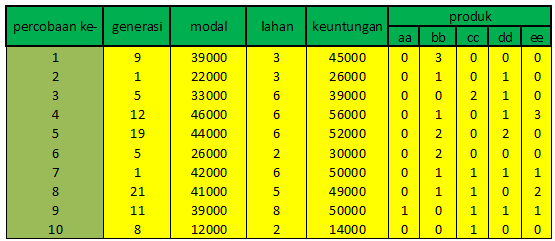 percobaan ke- generasi modal lahan keuntungan produk
aa bb cc dd ee
1 9 39000 3 45000 0 3 0 0 0
2 1 22000 3 26000 0 1 0 1 0
3 5 33000 6 39000 0 0 2 1 0
4 12 46000 6 56000 0 1 0 1 3
5 19 44000 6 52000 0 2 0 2 0
6 5 26000 2 30000 0 2 0 0 0
7 1 42000 6 50000 0 1 1 1 1
8 21 41000 5 49000 0 1 1 0 2
9 11 39000 8 50000 1 0 1 1 1
10 8 12000 2 14000 0 0 1 0 0